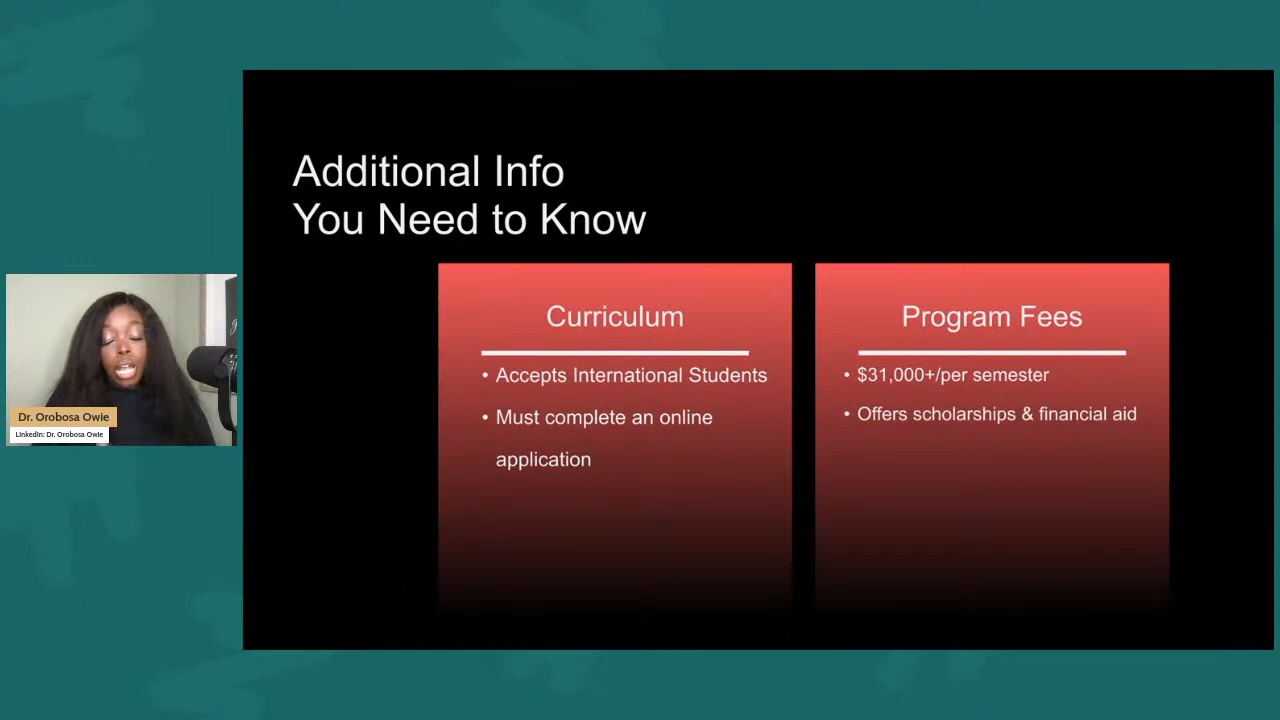 Additional Info
You Need to Know
Curriculum
• Accepts International Students
• Must complete an online
application
Program Fees
• $31,000+/per semester
• Offers scholarships & financial aid
Dr. Orobosa Owie
LinkedIn: Dr. Orobosa Owie